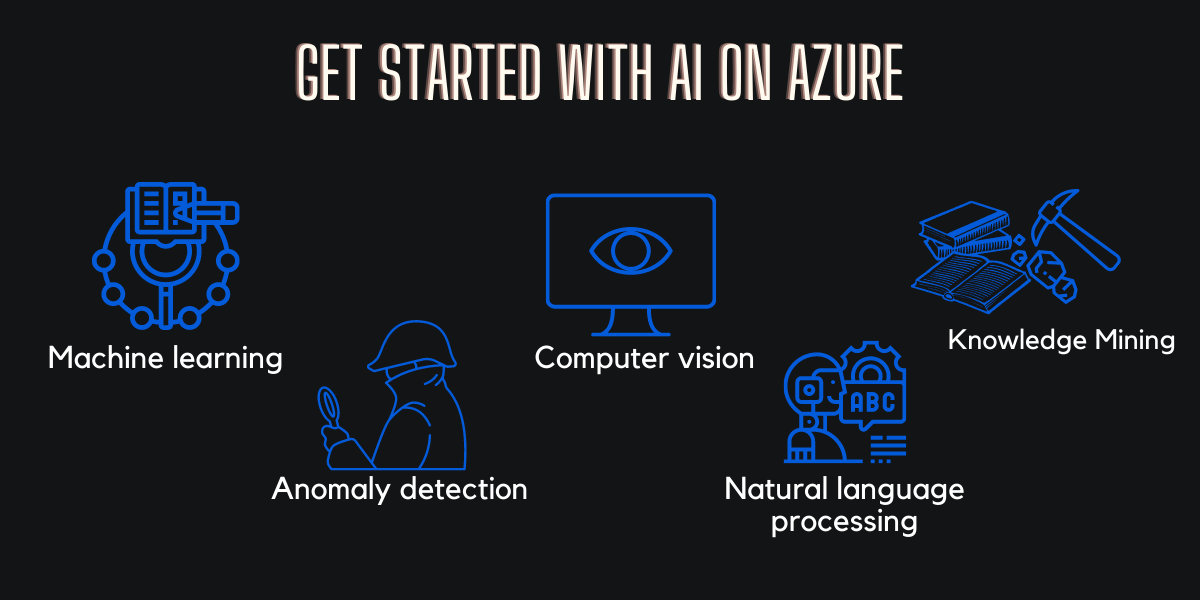 GET STARTED WITH AI ON AZURE
Machine learning
Anomaly detection
Computer vision
ABC
Natural language
processing
Knowledge Mining